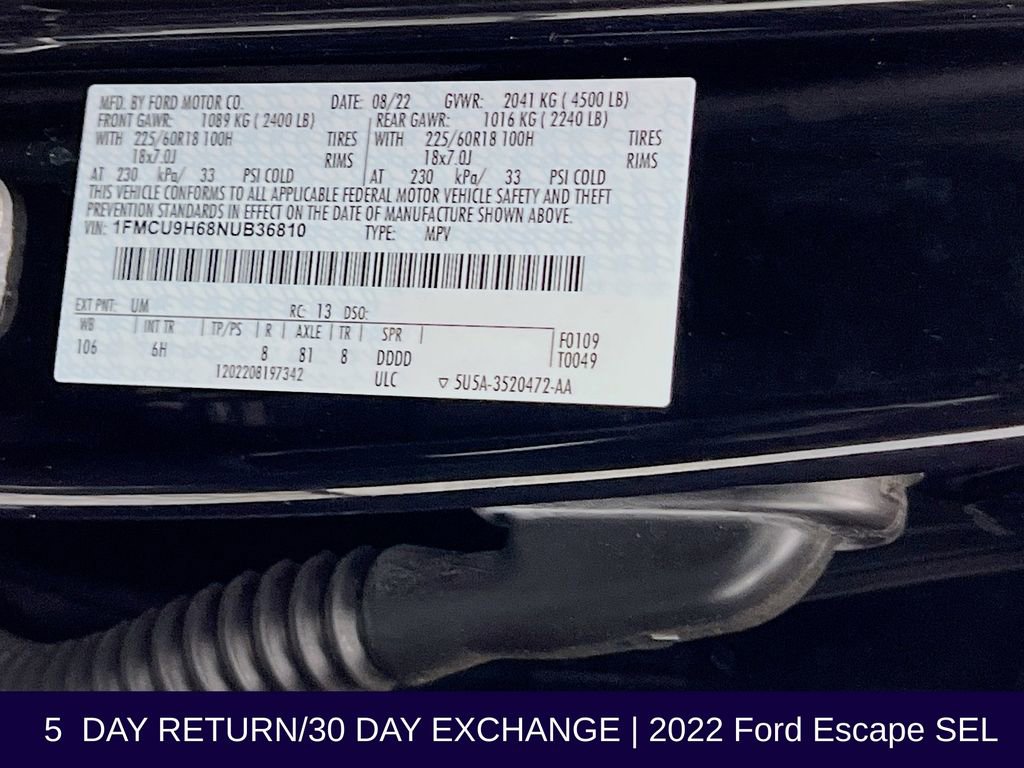 MFD. BY FORD MOTOR CO. DATE: 08/22 GVWR: 2041 KG ( 4500 LB)
FRONT GAWR: 1089 KG ( 2400 LB) REAR GAWR: 1016 KG ( 2240 LB)
WITH 225/60R18 100H TIRES WITH 225/60R18 100H TIRES
18x7.0J RIMS 18x7.0J RIMS
AT 230 kPa/ 33 PSI COLD AT 230 kPa/ 33 PSI COLD
THIS VEHICLE CONFORMS TO ALL APPLICABLE FEDERAL MOTOR VEHICLE SAFETY AND THEFT
PREVENTION STANDARDS IN EFFECT ON THE DATE OF MANUFACTURE SHOWN ABOVE.
VIN: 1FMCU9H68NUB36810 TYPE: MPV
EXT PNT: UM RC: 13 DSO:
WB INT TR TP/PS R AXLE TR SPR F0109
106 6H 8 81 8 DDDD T0049
1202208197342 ULC ▽ 5U5A-3520472-AA
5 DAY RETURN/30 DAY EXCHANGE | 2022 Ford Escape SEL